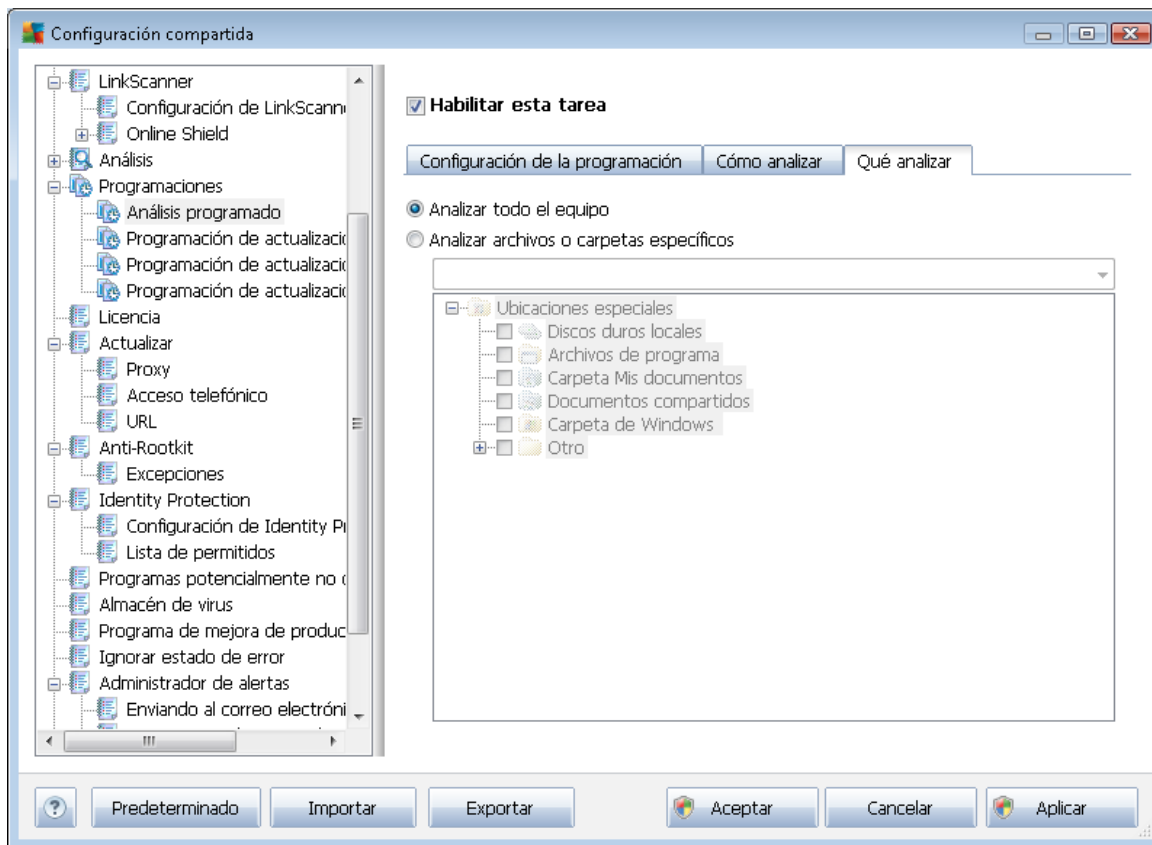 Configuración compartida
LinkScanner
Configuración de LinkScann
Online Shield
Análisis
Programaciones
Análisis programado
Programación de actualizaci
Programación de actualizaci
Programación de actualizaci
Licencia
Actualizar
Proxy
Acceso telefónico
URL
Anti-Rootkit
Excepciones
Identity Protection
Configuración de Identity P
Lista de permitidos
Programas potencialmente no
Almacén de virus
Programa de mejora de produc
Ignorar estado de error
Administrador de alertas
Enviando al correo electróni
Habilitar esta tarea
Configuración de la programación
Cómo analizar
Qué analizar
Analizar todo el equipo
Analizar archivos o carpetas específicos
Ubicaciones especiales
Discos duros locales
Archivos de programa
Carpeta Mis documentos
Documentos compartidos
Carpeta de Windows
Otro
? Predeterminado Importar Exportar Aceptar Cancelar Aplicar